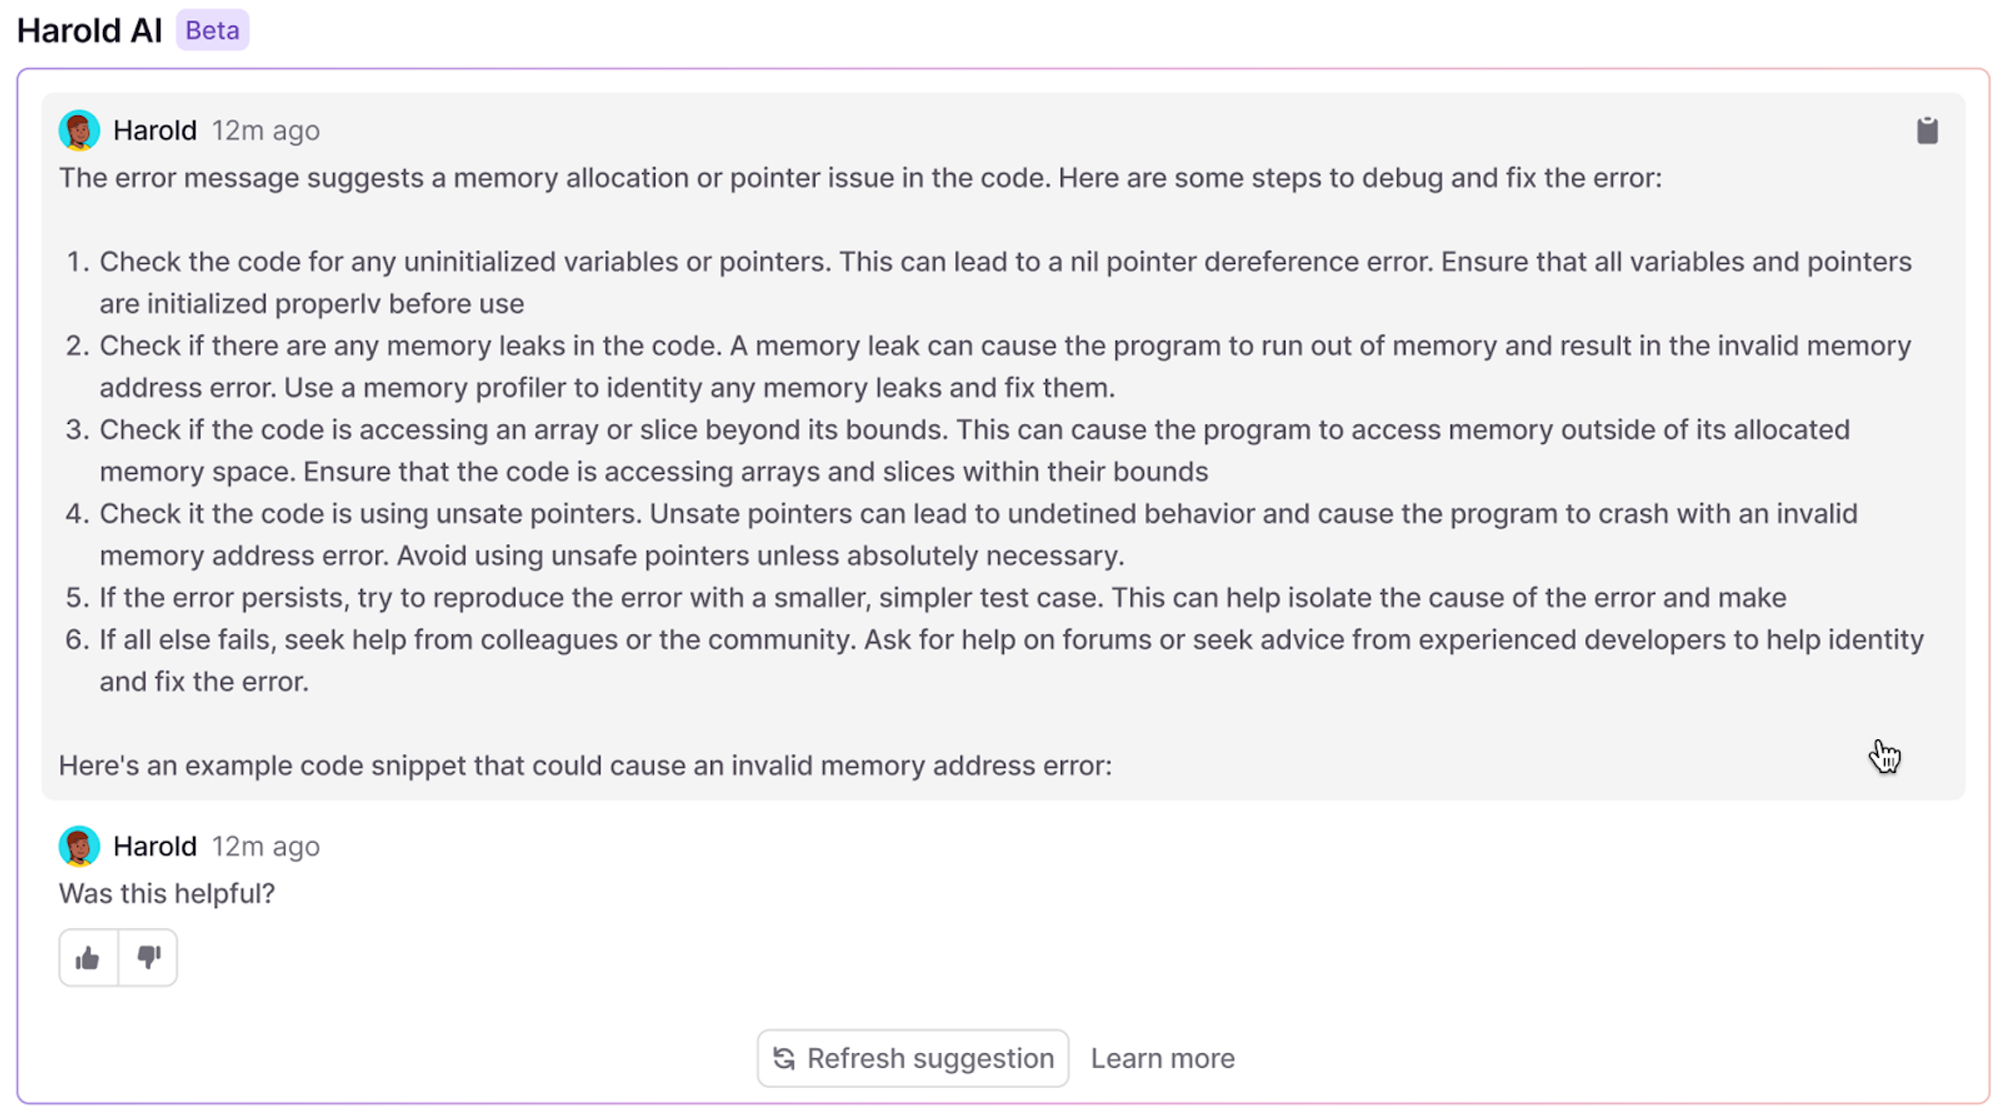 Harold AI Beta
Harold 12m ago
The error message suggests a memory allocation or pointer issue in the code. Here are some steps to debug and fix the error:
1. Check the code for any uninitialized variables or pointers. This can lead to a nil pointer dereference error. Ensure that all variables and pointers
are initialized properlv before use
2. Check if there are any memory leaks in the code. A memory leak can cause the program to run out of memory and result in the invalid memory
address error. Use a memory profiler to identity any memory leaks and fix them.
3. Check if the code is accessing an array or slice beyond its bounds. This can cause the program to access memory outside of its allocated
memory space. Ensure that the code is accessing arrays and slices within their bounds
4. Check it the code is using unsate pointers. Unsate pointers can lead to undetined behavior and cause the program to crash with an invalid
memory address error. Avoid using unsafe pointers unless absolutely necessary.
5. If the error persists, try to reproduce the error with a smaller, simpler test case. This can help isolate the cause of the error and make
6. If all else fails, seek help from colleagues or the community. Ask for help on forums or seek advice from experienced developers to help identity
and fix the error.
Here's an example code snippet that could cause an invalid memory address error:
Harold 12m ago
Was this helpful?
Refresh suggestion Learn more